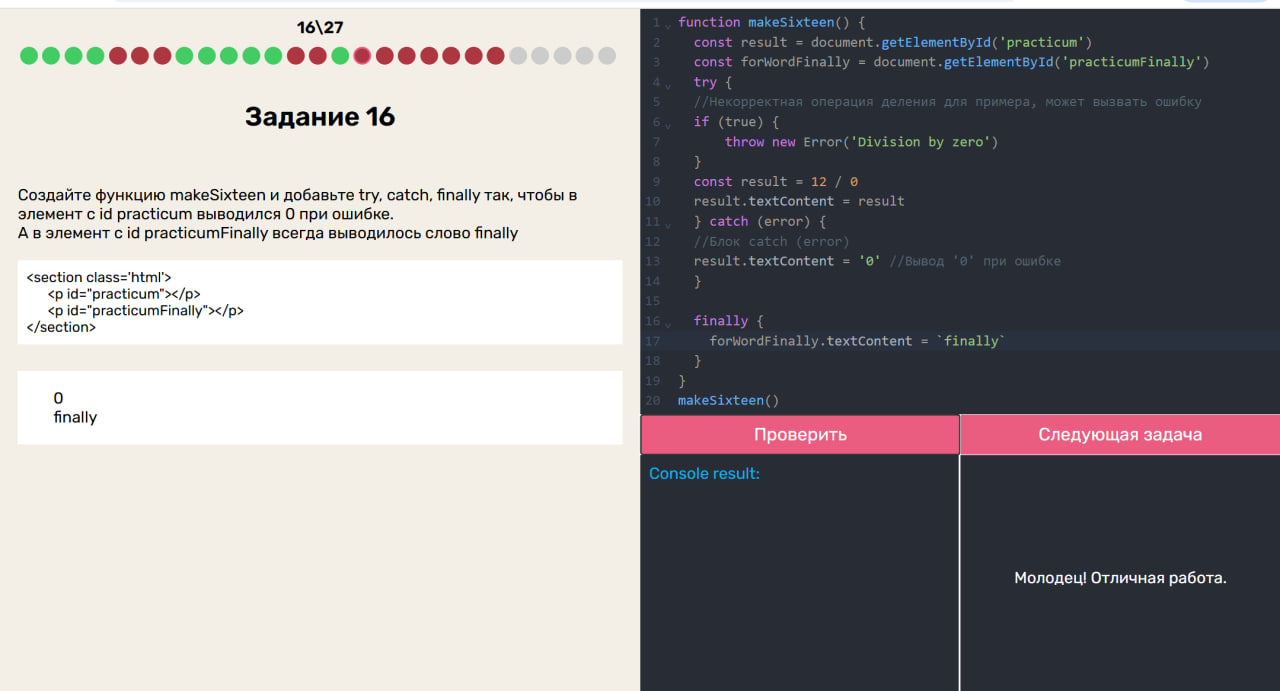 16\27
Задание 16
Создайте функцию makeSixteen и добавьте try, catch, finally так, чтобы в
элемент с id practicum выводился 0 при ошибке.
А в элемент с id practicumFinally всегда выводилось слово finally
<section class='html'>
<p id="practicum"></p>
<p id="practicumFinally"></p>
</section>
0
finally
1 function makeSixteen() {
2 const result = document.getElementById('practicum')
3 const forWordFinally = document.getElementById('practicumFinally')
4 try {
5 //Некорректная операция деления для примера, может вызвать ошибку
6 if (true) {
7 throw new Error('Division by zero')
8 }
9 const result = 12 / 0
10 result.textContent = result
11 } catch (error) {
12 //Блок catch (error)
13 result.textContent = '0' //Вывод '0' при ошибке
14 }
15
16 finally {
17 forWordFinally.textContent = `finally`
18 }
19 }
20 makeSixteen()
Проверить
Следующая задача
Console result:
Молодец! Отличная работа.